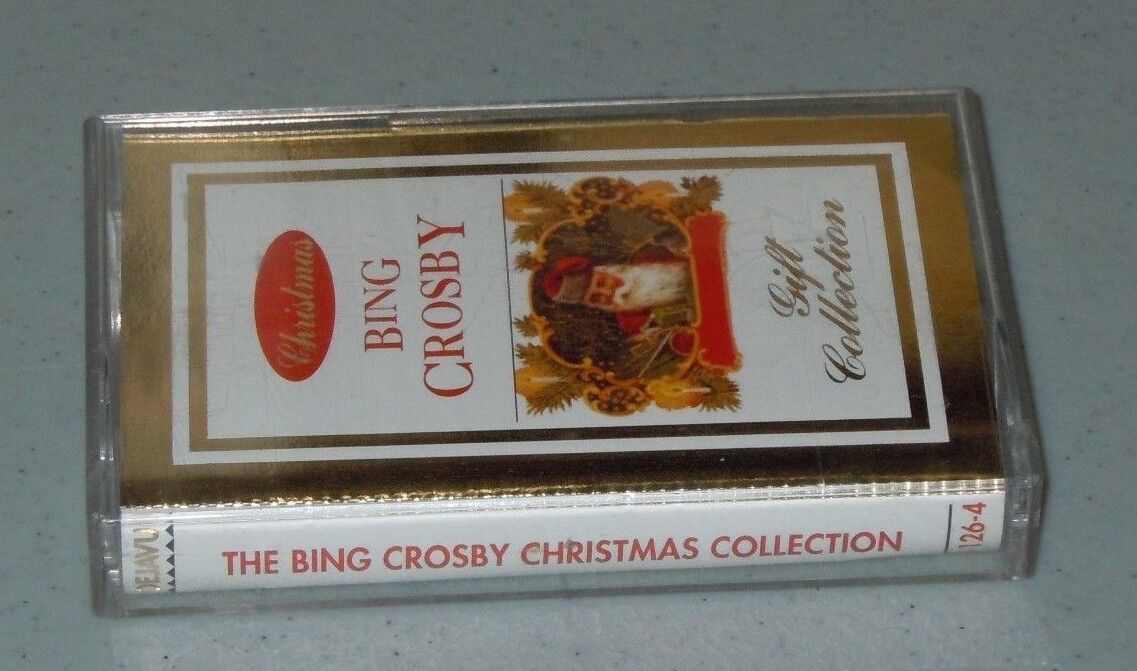 Christmas
BING
CROSBY
Gift
Collection
DEJAVU
THE BING CROSBY CHRISTMAS COLLECTION
126-4